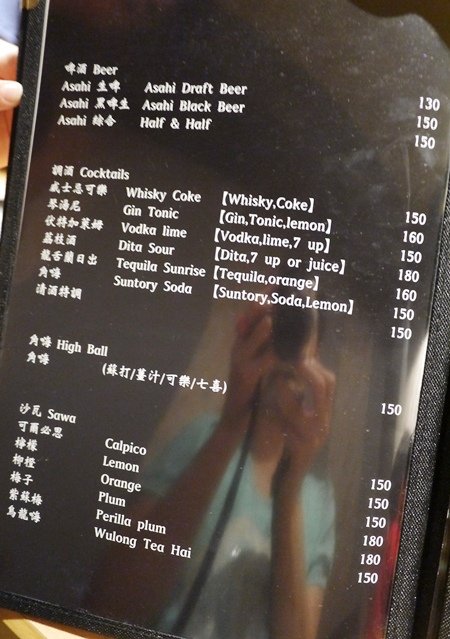 啤酒 Beer
Asahi 生啤 Asahi Draft Beer 130
Asahi 黑啤生 Asahi Black Beer 150
Asahi 綜合 Half & Half 150
調酒 Cocktails
威士忌可樂 Whisky Coke 【Whisky,Coke】 150
琴湯尼 Gin Tonic 【Gin,Tonic,lemon】 160
伏特加萊姆 Vodka lime 【Vodka,lime,7 up】 150
荔枝酒 Dita Sour 【Dita,7 up or juice】 180
龍舌蘭日出 Tequila Sunrise 【Tequila,orange】 160
角嗨 Suntory Soda 【Suntory,Soda,Lemon】 150
清酒特調 150
角嗨 High Ball
角嗨 (蘇打/薑汁/可樂/七喜) 150
沙瓦 Sawa
可爾必思 Calpico 150
檸檬 Lemon 150
柳橙 Orange 150
梅子 Plum 180
紫蘇梅 Perilla plum 180
烏龍嗨 Wulong Tea Hai 150